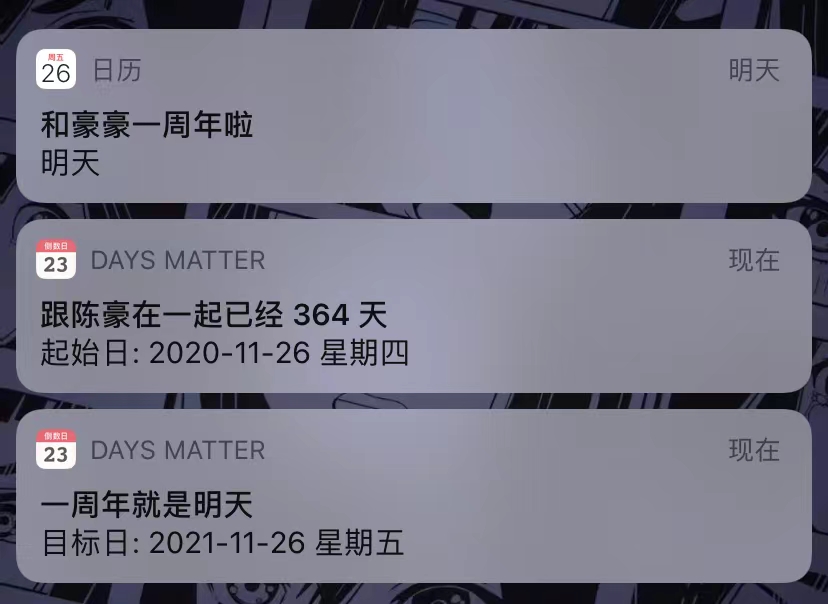 周五
26
日历
明天
和豪豪一周年啦
明天
倒数日
23
DAYS MATTER
现在
跟陈豪在一起已经 364 天
起始日: 2020-11-26 星期四
倒数日
23
DAYS MATTER
现在
一周年就是明天
目标日: 2021-11-26 星期五